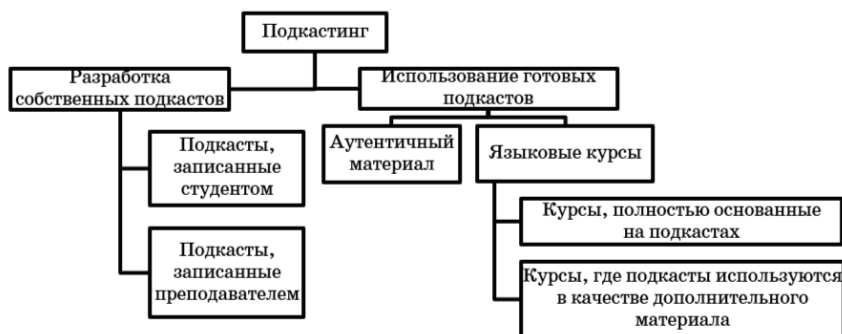 Подкастинг
Разработка
собственных подкастов
Использование готовых
подкастов
Подкасты,
записанные
студентом
Подкасты,
записанные
преподавателем
Аутентичный
материал
Языковые курсы
Курсы, полностью основанные
на подкастах
Курсы, где подкасты используются
в качестве дополнительного
материала